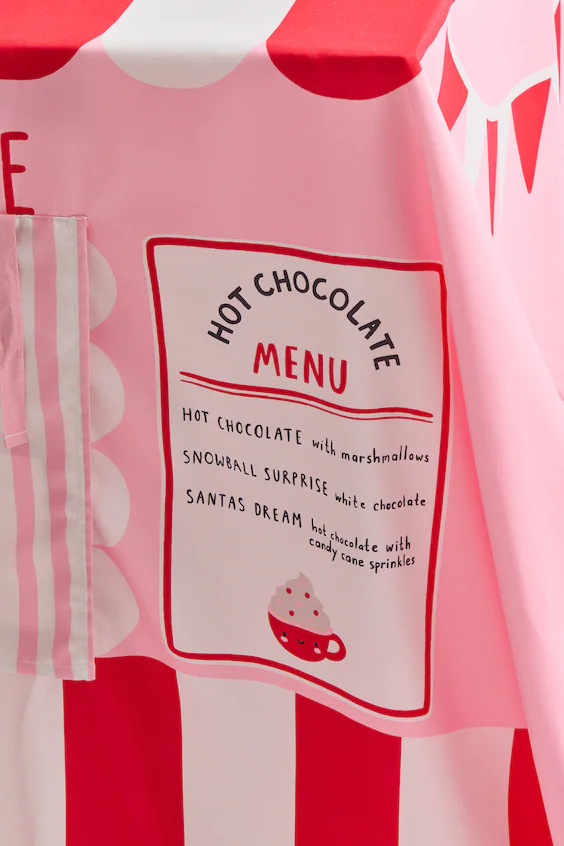 E
HOT CHOCOLATE
MENU
HOT CHOCOLATE with marshmallows
SNOWBALL SURPRISE white chocolate
SANTAS DREAM hot chocolate with
candy cane sprinkles